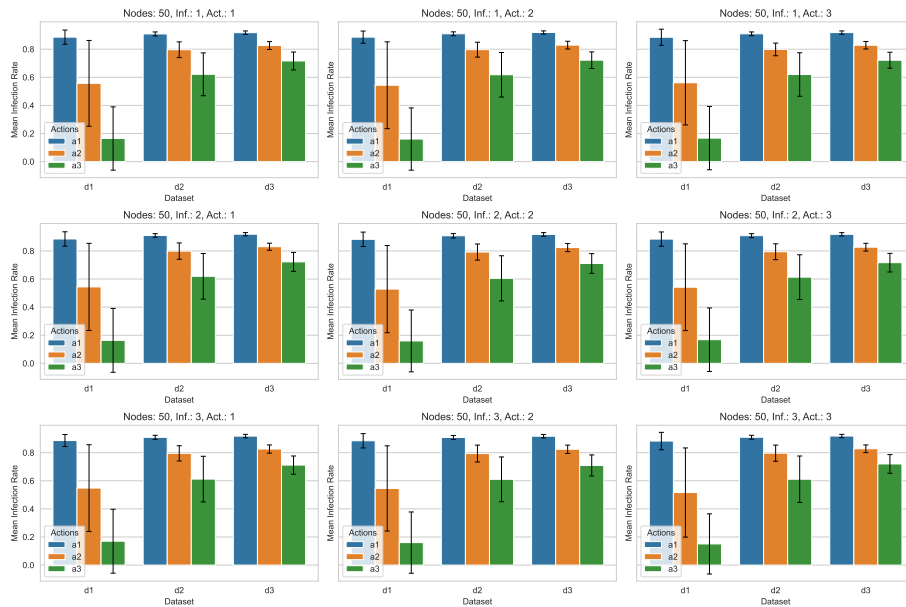 Nodes: 50, Inf.: 1, Act.: 1
Mean Infection Rate
0.8
0.6
0.4
0.2
0.0
Actions
a1
a2
a3
d1 d2 d3
Dataset
Nodes: 50, Inf.: 1, Act.: 2
Mean Infection Rate
0.8
0.6
0.4
0.2
0.0
Actions
a1
a2
a3
d1 d2 d3
Dataset
Nodes: 50, Inf.: 1, Act.: 3
Mean Infection Rate
0.8
0.6
0.4
0.2
0.0
Actions
a1
a2
a3
d1 d2 d3
Dataset
Nodes: 50, Inf.: 2, Act.: 1
Mean Infection Rate
0.8
0.6
0.4
0.2
0.0
Actions
a1
a2
a3
d1 d2 d3
Dataset
Nodes: 50, Inf.: 2, Act.: 2
Mean Infection Rate
0.8
0.6
0.4
0.2
0.0
Actions
a1
a2
a3
d1 d2 d3
Dataset
Nodes: 50, Inf.: 2, Act.: 3
Mean Infection Rate
0.8
0.6
0.4
0.2
0.0
Actions
a1
a2
a3
d1 d2 d3
Dataset
Nodes: 50, Inf.: 3, Act.: 1
Mean Infection Rate
0.8
0.6
0.4
0.2
0.0
Actions
a1
a2
a3
d1 d2 d3
Dataset
Nodes: 50, Inf.: 3, Act.: 2
Mean Infection Rate
0.8
0.6
0.4
0.2
0.0
Actions
a1
a2
a3
d1 d2 d3
Dataset
Nodes: 50, Inf.: 3, Act.: 3
Mean Infection Rate
0.8
0.6
0.4
0.2
0.0
Actions
a1
a2
a3
d1 d2 d3
Dataset